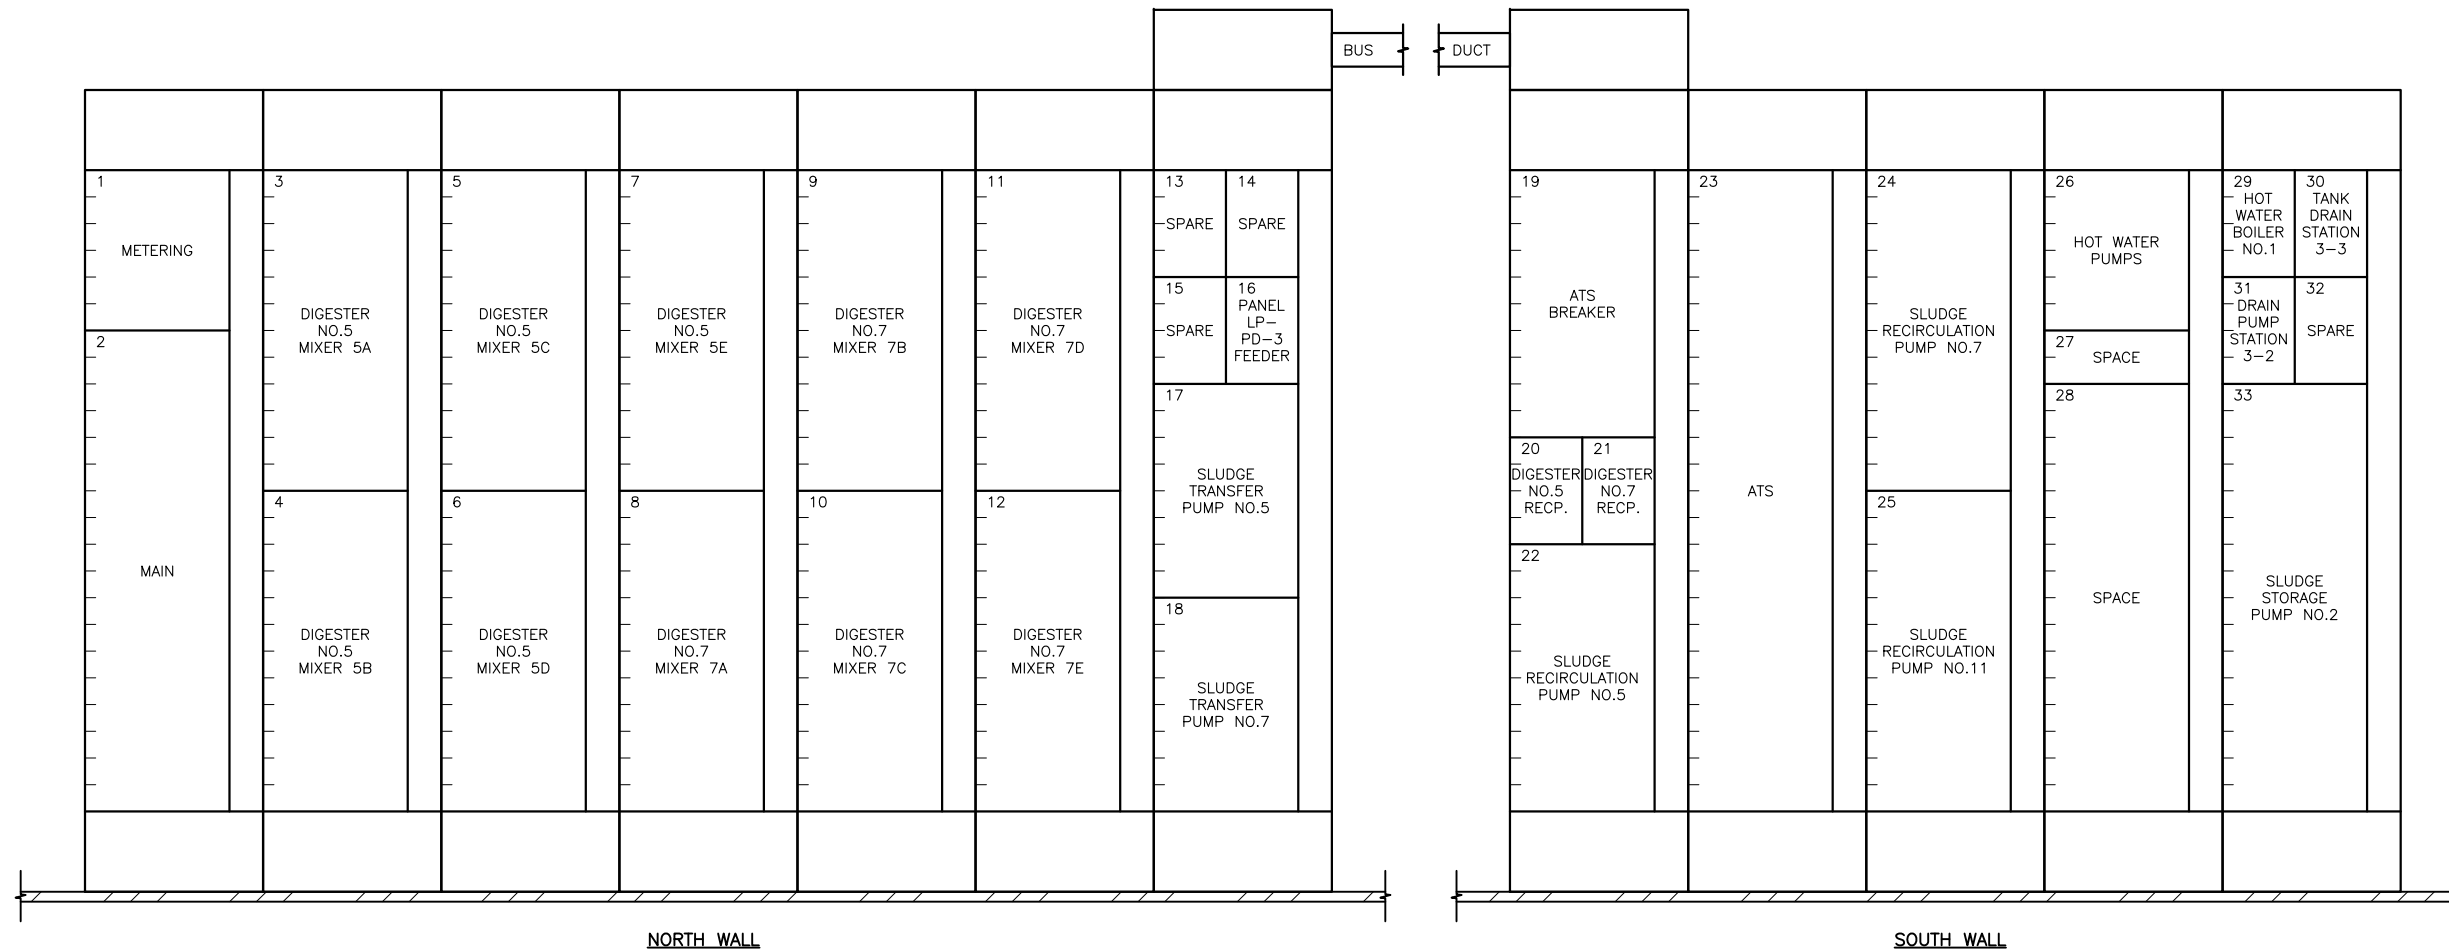 BUS
DUCT
1
METERING
2
MAIN
3
DIGESTER
NO.5
MIXER 5A
4
DIGESTER
NO.5
MIXER 5B
5
DIGESTER
NO.5
MIXER 5C
6
DIGESTER
NO.5
MIXER 5D
7
DIGESTER
NO.5
MIXER 5E
8
DIGESTER
NO.7
MIXER 7A
9
DIGESTER
NO.7
MIXER 7B
10
DIGESTER
NO.7
MIXER 7C
11
DIGESTER
NO.7
MIXER 7D
12
DIGESTER
NO.7
MIXER 7E
13
SPARE
14
SPARE
15
SPARE
16
PANEL
LP-
PD-3
FEEDER
17
SLUDGE
TRANSFER
PUMP NO.5
18
SLUDGE
TRANSFER
PUMP NO.7
19
ATS
BREAKER
20
DIGESTER
NO.5
RECP.
21
DIGESTER
NO.7
RECP.
22
SLUDGE
RECIRCULATION
PUMP NO.5
23
ATS
24
SLUDGE
RECIRCULATION
PUMP NO.7
25
SLUDGE
RECIRCULATION
PUMP NO.11
26
HOT WATER
PUMPS
27
SPACE
28
SPACE
29
HOT
WATER
BOILER
NO.1
30
TANK
DRAIN
STATION
3-3
31
DRAIN
PUMP
STATION
3-2
32
SPARE
33
SLUDGE
STORAGE
PUMP NO.2
NORTH WALL
SOUTH WALL